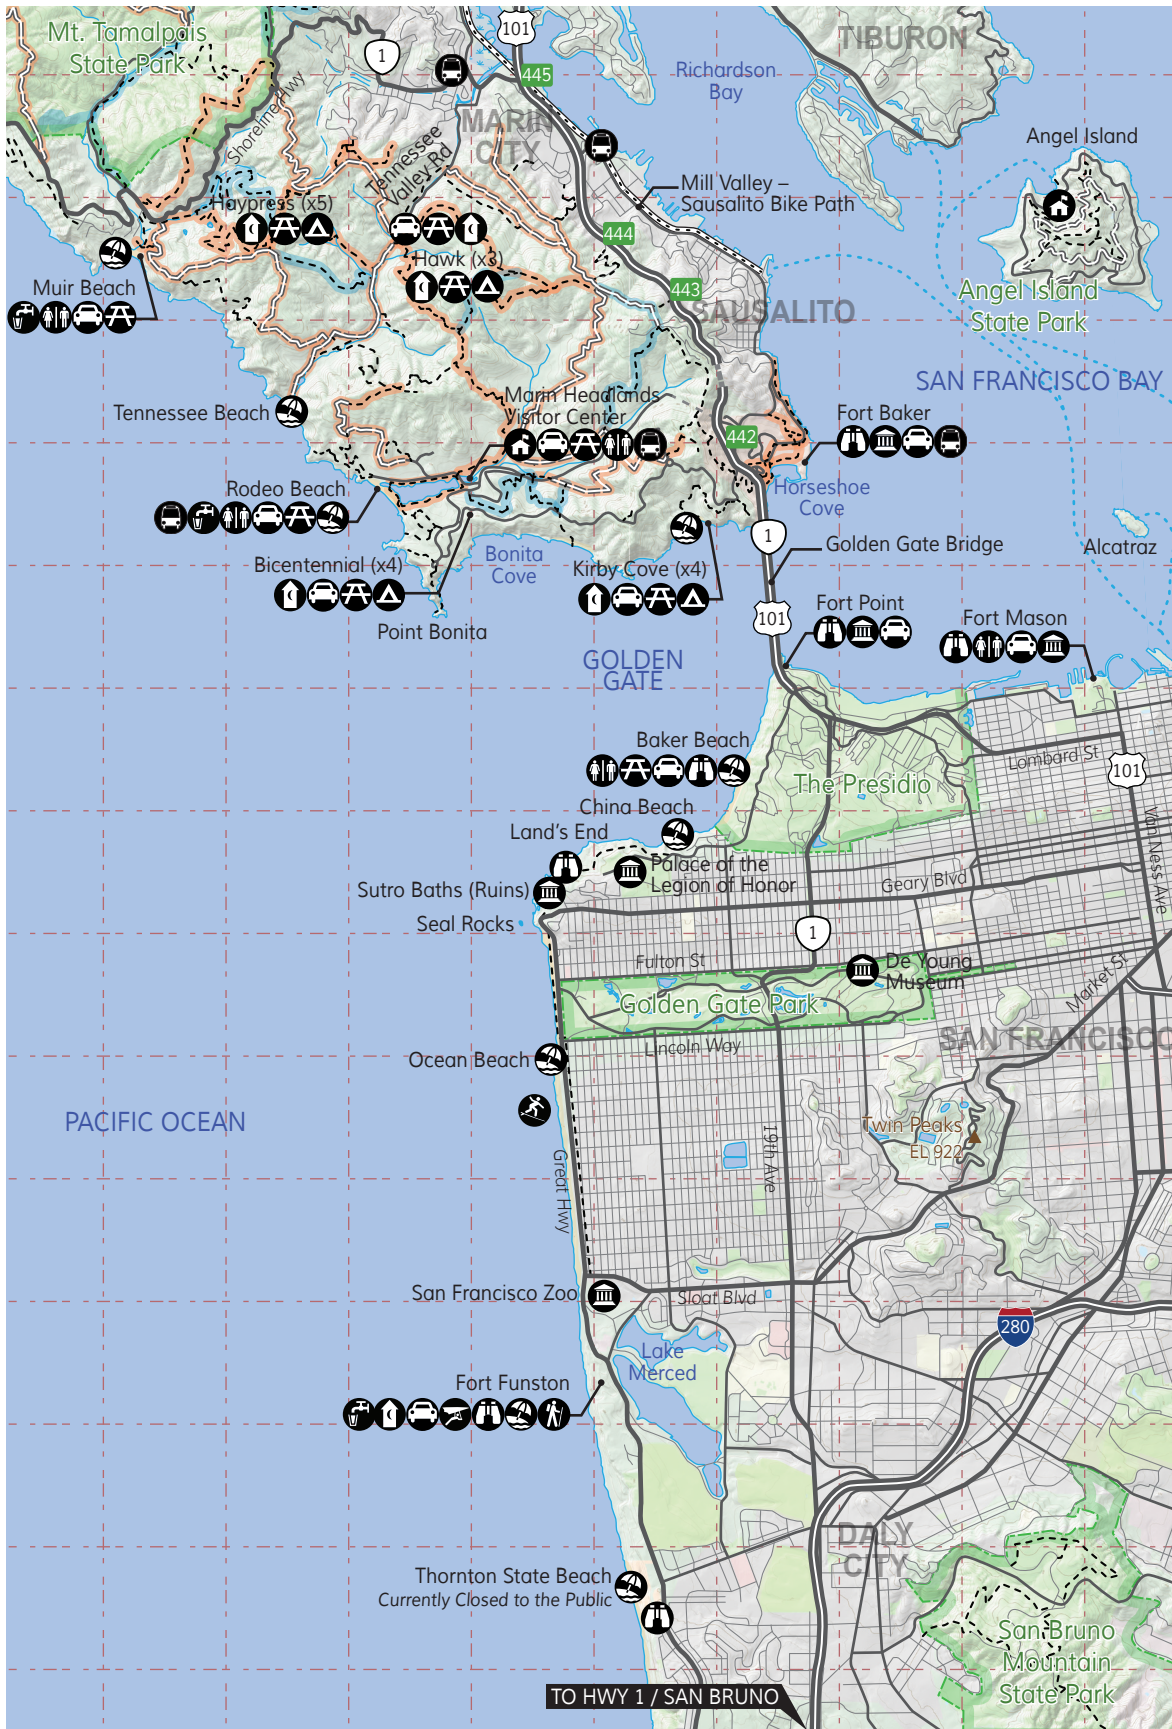 Mt. Tamalpais
State Park
1
101
445
TIBURON
Richardson
Bay
Shoreline Hwy
MARIN
CITY
Tennessee
Valley Rd
Angel Island
Mill Valley –
Sausalito Bike Path
Haypress (x5)
444
Hawk (x3)
443
Muir Beach
Angel Island
State Park
SAUSALITO
SAN FRANCISCO BAY
Tennessee Beach
Marin Headlands
Visitor Center
Fort Baker
442
Rodeo Beach
Horseshoe
Cove
1
Golden Gate Bridge
Alcatraz
Bonita
Cove
Bicentennial (x4)
Kirby Cove (x4)
Fort Point
101
Fort Mason
Point Bonita
GOLDEN
GATE
Baker Beach
Lombard St
101
The Presidio
China Beach
Land's End
Van Ness Ave
Palace of the
Legion of Honor
Geary Blvd
Sutro Baths (Ruins)
Seal Rocks
1
Fulton St
De Young
Museum
Market St
Golden Gate Park
SAN FRANCISCO
Lincoln Way
Ocean Beach
PACIFIC OCEAN
Twin Peaks
EL 922
19th Ave
Great Hwy
San Francisco Zoo
Sloat Blvd
280
Lake
Merced
Fort Funston
DALY
CITY
Thornton State Beach
Currently Closed to the Public
San Bruno
Mountain
State Park
TO HWY 1 / SAN BRUNO